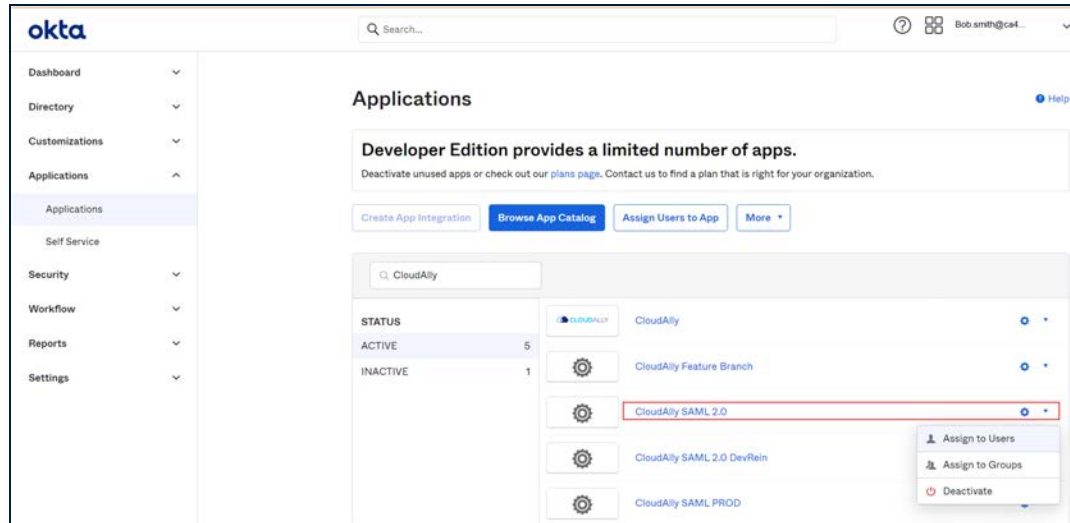 okta
Search...
Bob.smith@ca4...
Dashboard
Directory
Customizations
Applications
Applications
Self Service
Security
Workflow
Reports
Settings
Applications
Help
Developer Edition provides a limited number of apps.
Deactivate unused apps or check out our plans page. Contact us to find a plan that is right for your organization.
Create App Integration
Browse App Catalog
Assign Users to App
More
CloudAlly
STATUS
ACTIVE 5
INACTIVE 1
CLOUDALLY
CloudAlly
CloudAlly Feature Branch
CloudAlly SAML 2.0
Assign to Users
Assign to Groups
Deactivate
CloudAlly SAML 2.0 DevRein
CloudAlly SAML PROD